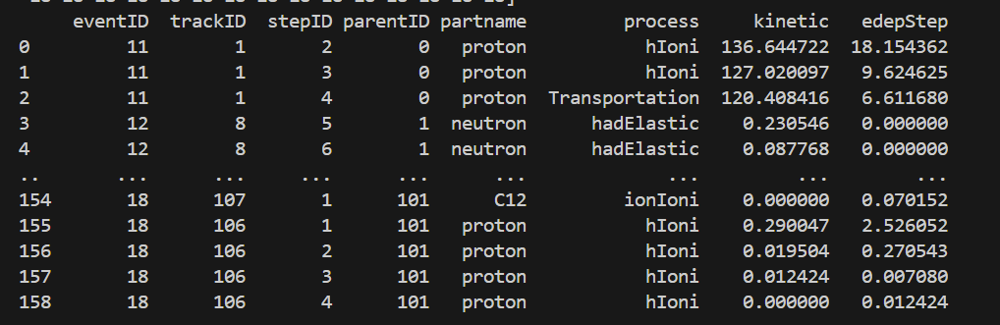 eventID trackID stepID parentID partname process kinetic edepStep
0 11 1 2 0 proton hIoni 136.644722 18.154362
1 11 1 3 0 proton hIoni 127.020097 9.624625
2 11 1 4 0 proton Transportation 120.408416 6.611680
3 12 8 5 1 neutron hadElastic 0.230546 0.000000
4 12 8 6 1 neutron hadElastic 0.087768 0.000000
.. ... ... ... ... ... ... ... ...
154 18 107 1 101 C12 ionIoni 0.000000 0.070152
155 18 106 1 101 proton hIoni 0.290047 2.526052
156 18 106 2 101 proton hIoni 0.019504 0.270543
157 18 106 3 101 proton hIoni 0.012424 0.007080
158 18 106 4 101 proton hIoni 0.000000 0.012424